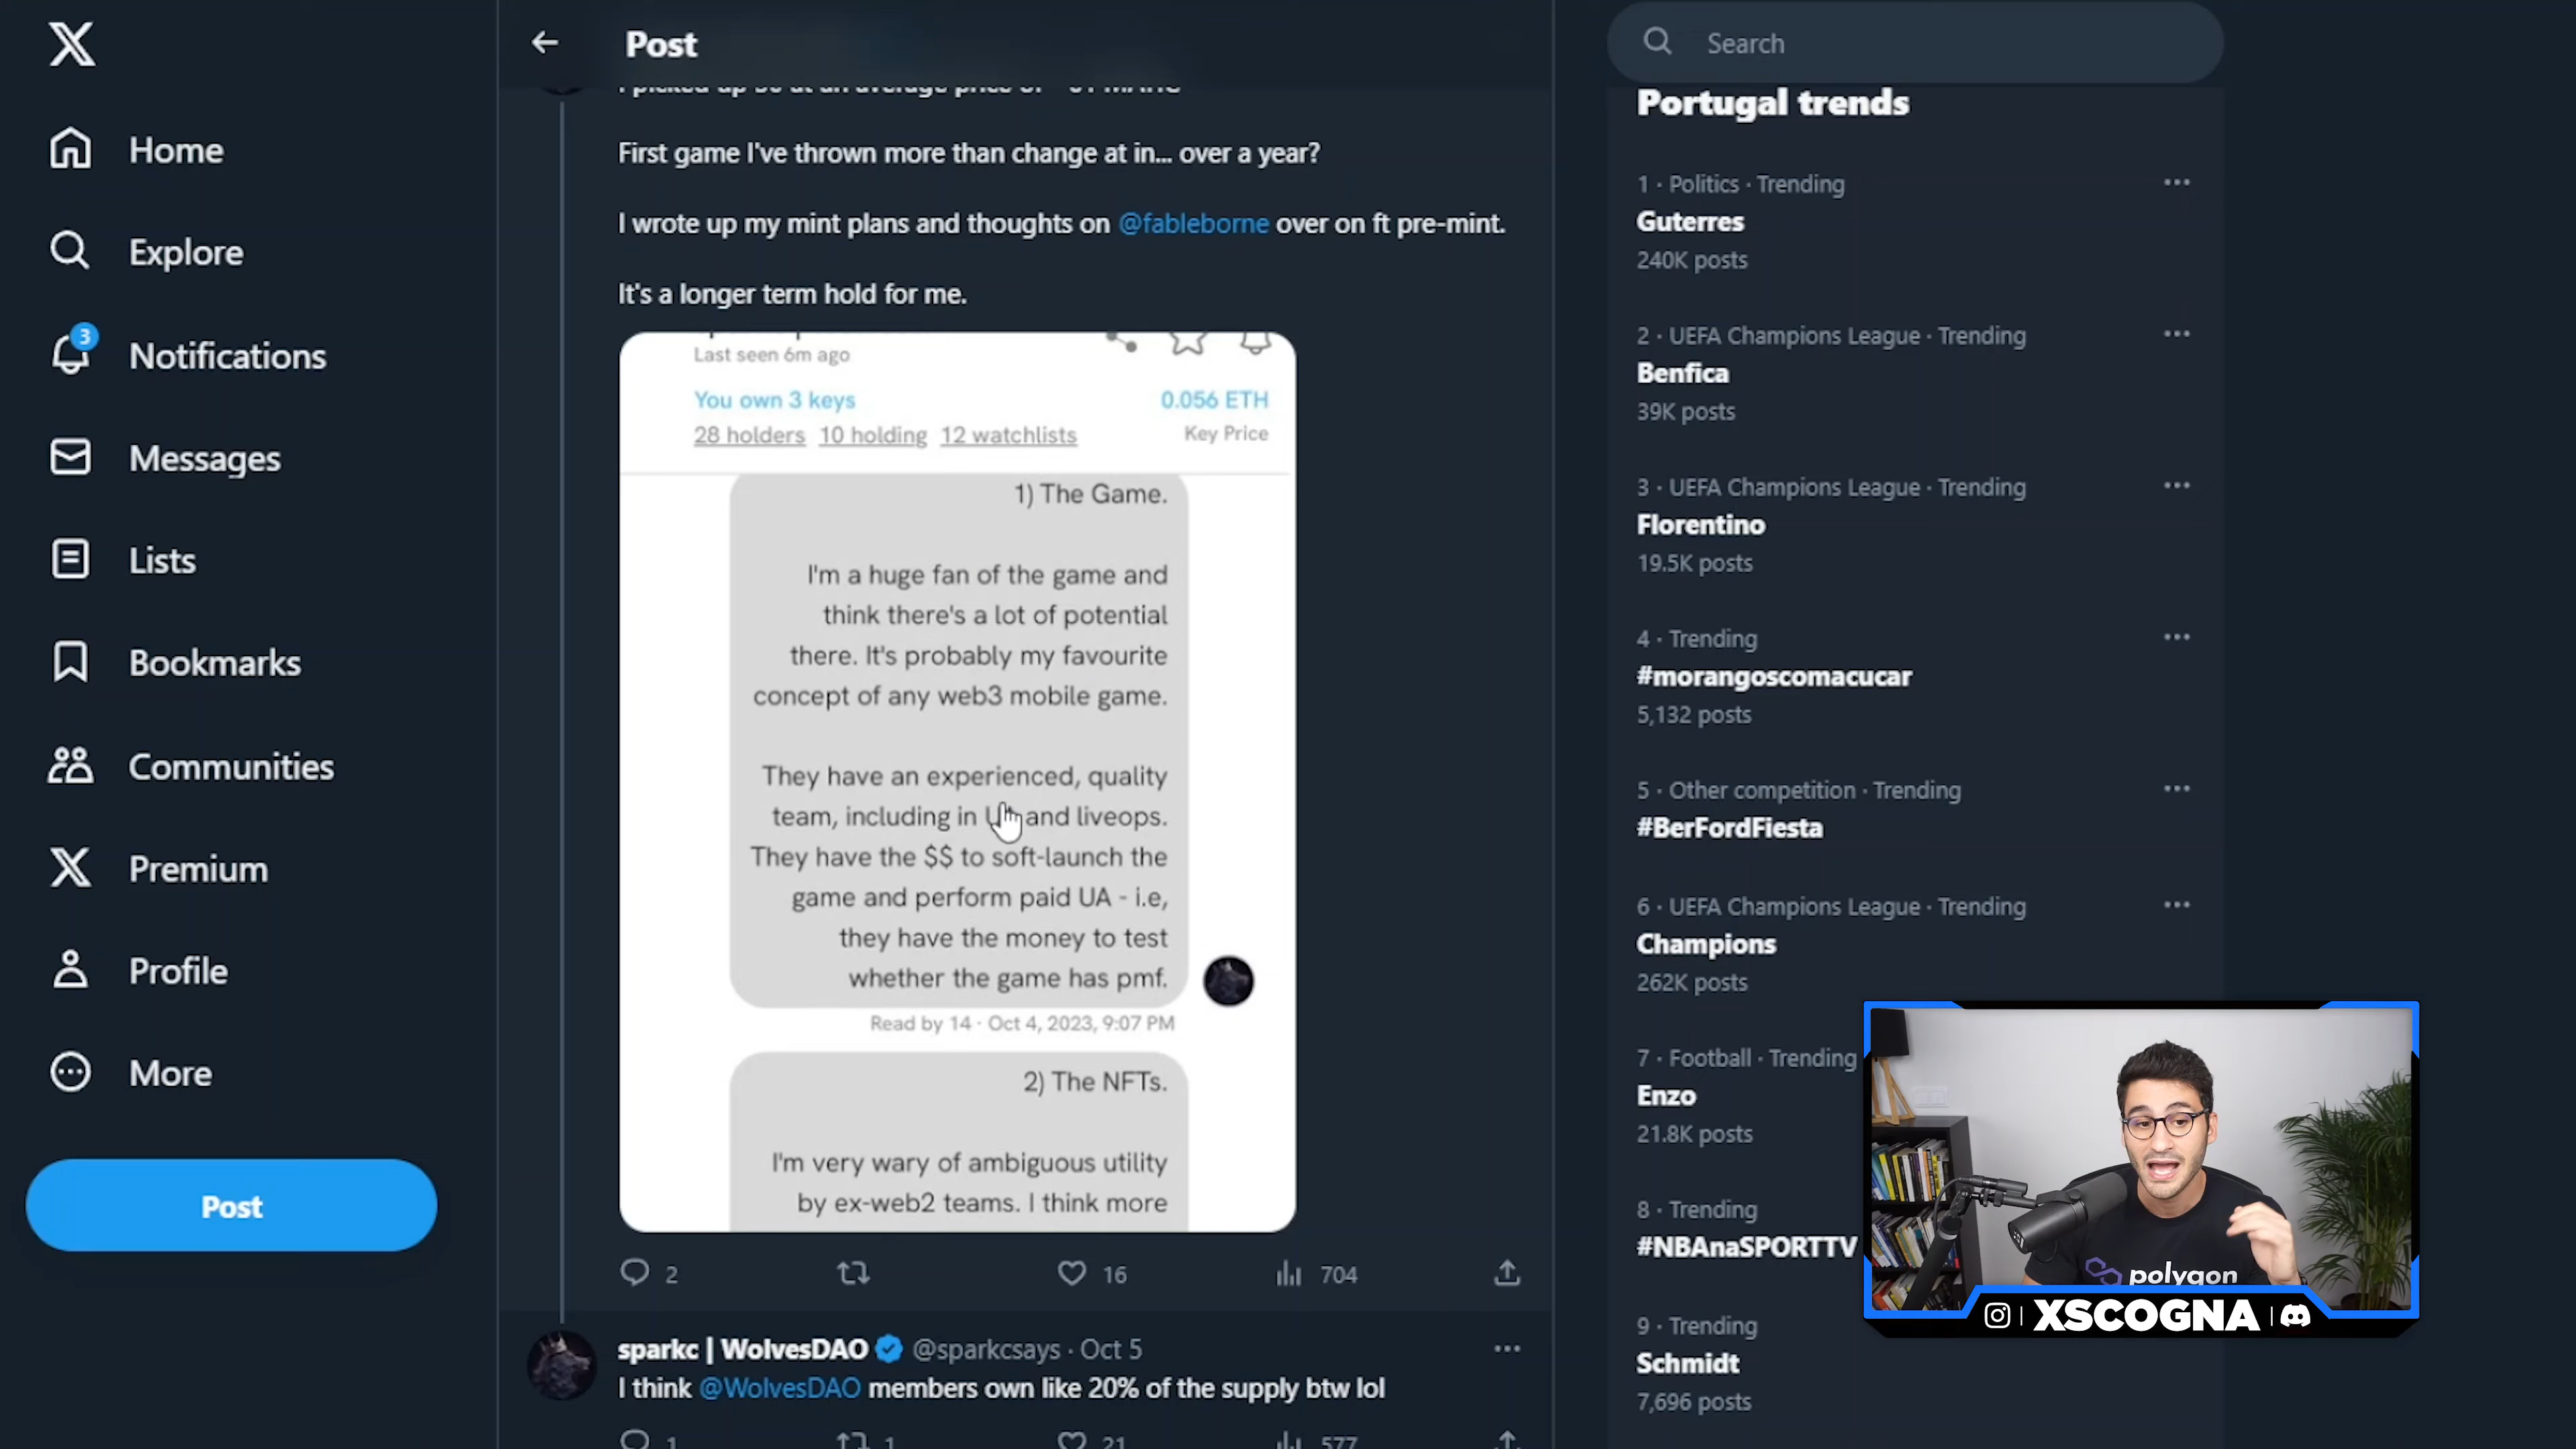 Home
Explore
3
Notifications
Messages
Lists
Bookmarks
Communities
Premium
Profile
More
Post
Post
First game I've thrown more than change at in... over a year?
I wrote up my mint plans and thoughts on @fableborne over on ft pre-mint.
It's a longer term hold for me.
Last seen 6m ago
You own 3 keys
0.056 ETH
28 holders 10 holding 12 watchlists
Key Price
1) The Game.
I'm a huge fan of the game and
think there's a lot of potential
there. It's probably my favourite
concept of any web3 mobile game.
They have an experienced, quality
team, including in and liveops.
They have the $$ to soft-launch the
game and perform paid UA - i.e,
they have the money to test
whether the game has pmf.
Read by 14 · Oct 4, 2023, 9:07 PM
2) The NFTs.
I'm very wary of ambiguous utility
by ex-web2 teams. I think more
2
16
704
sparkc | WolvesDAO @sparkcsays · Oct 5
I think @WolvesDAO members own like 20% of the supply btw lol
1
1
21
577
Search
Portugal trends
1 · Politics · Trending
Guterres
240K posts
2 · UEFA Champions League · Trending
Benfica
39K posts
3 · UEFA Champions League · Trending
Florentino
19.5K posts
4 · Trending
#morangoscomacucar
5,132 posts
5 · Other competition · Trending
#BerFordFiesta
6 · UEFA Champions League · Trending
Champions
262K posts
7 · Football · Trending
Enzo
21.8K posts
8 · Trending
#NBAnaSPORTTV
9 · Trending
Schmidt
7,696 posts
polygon
XSCOGNA